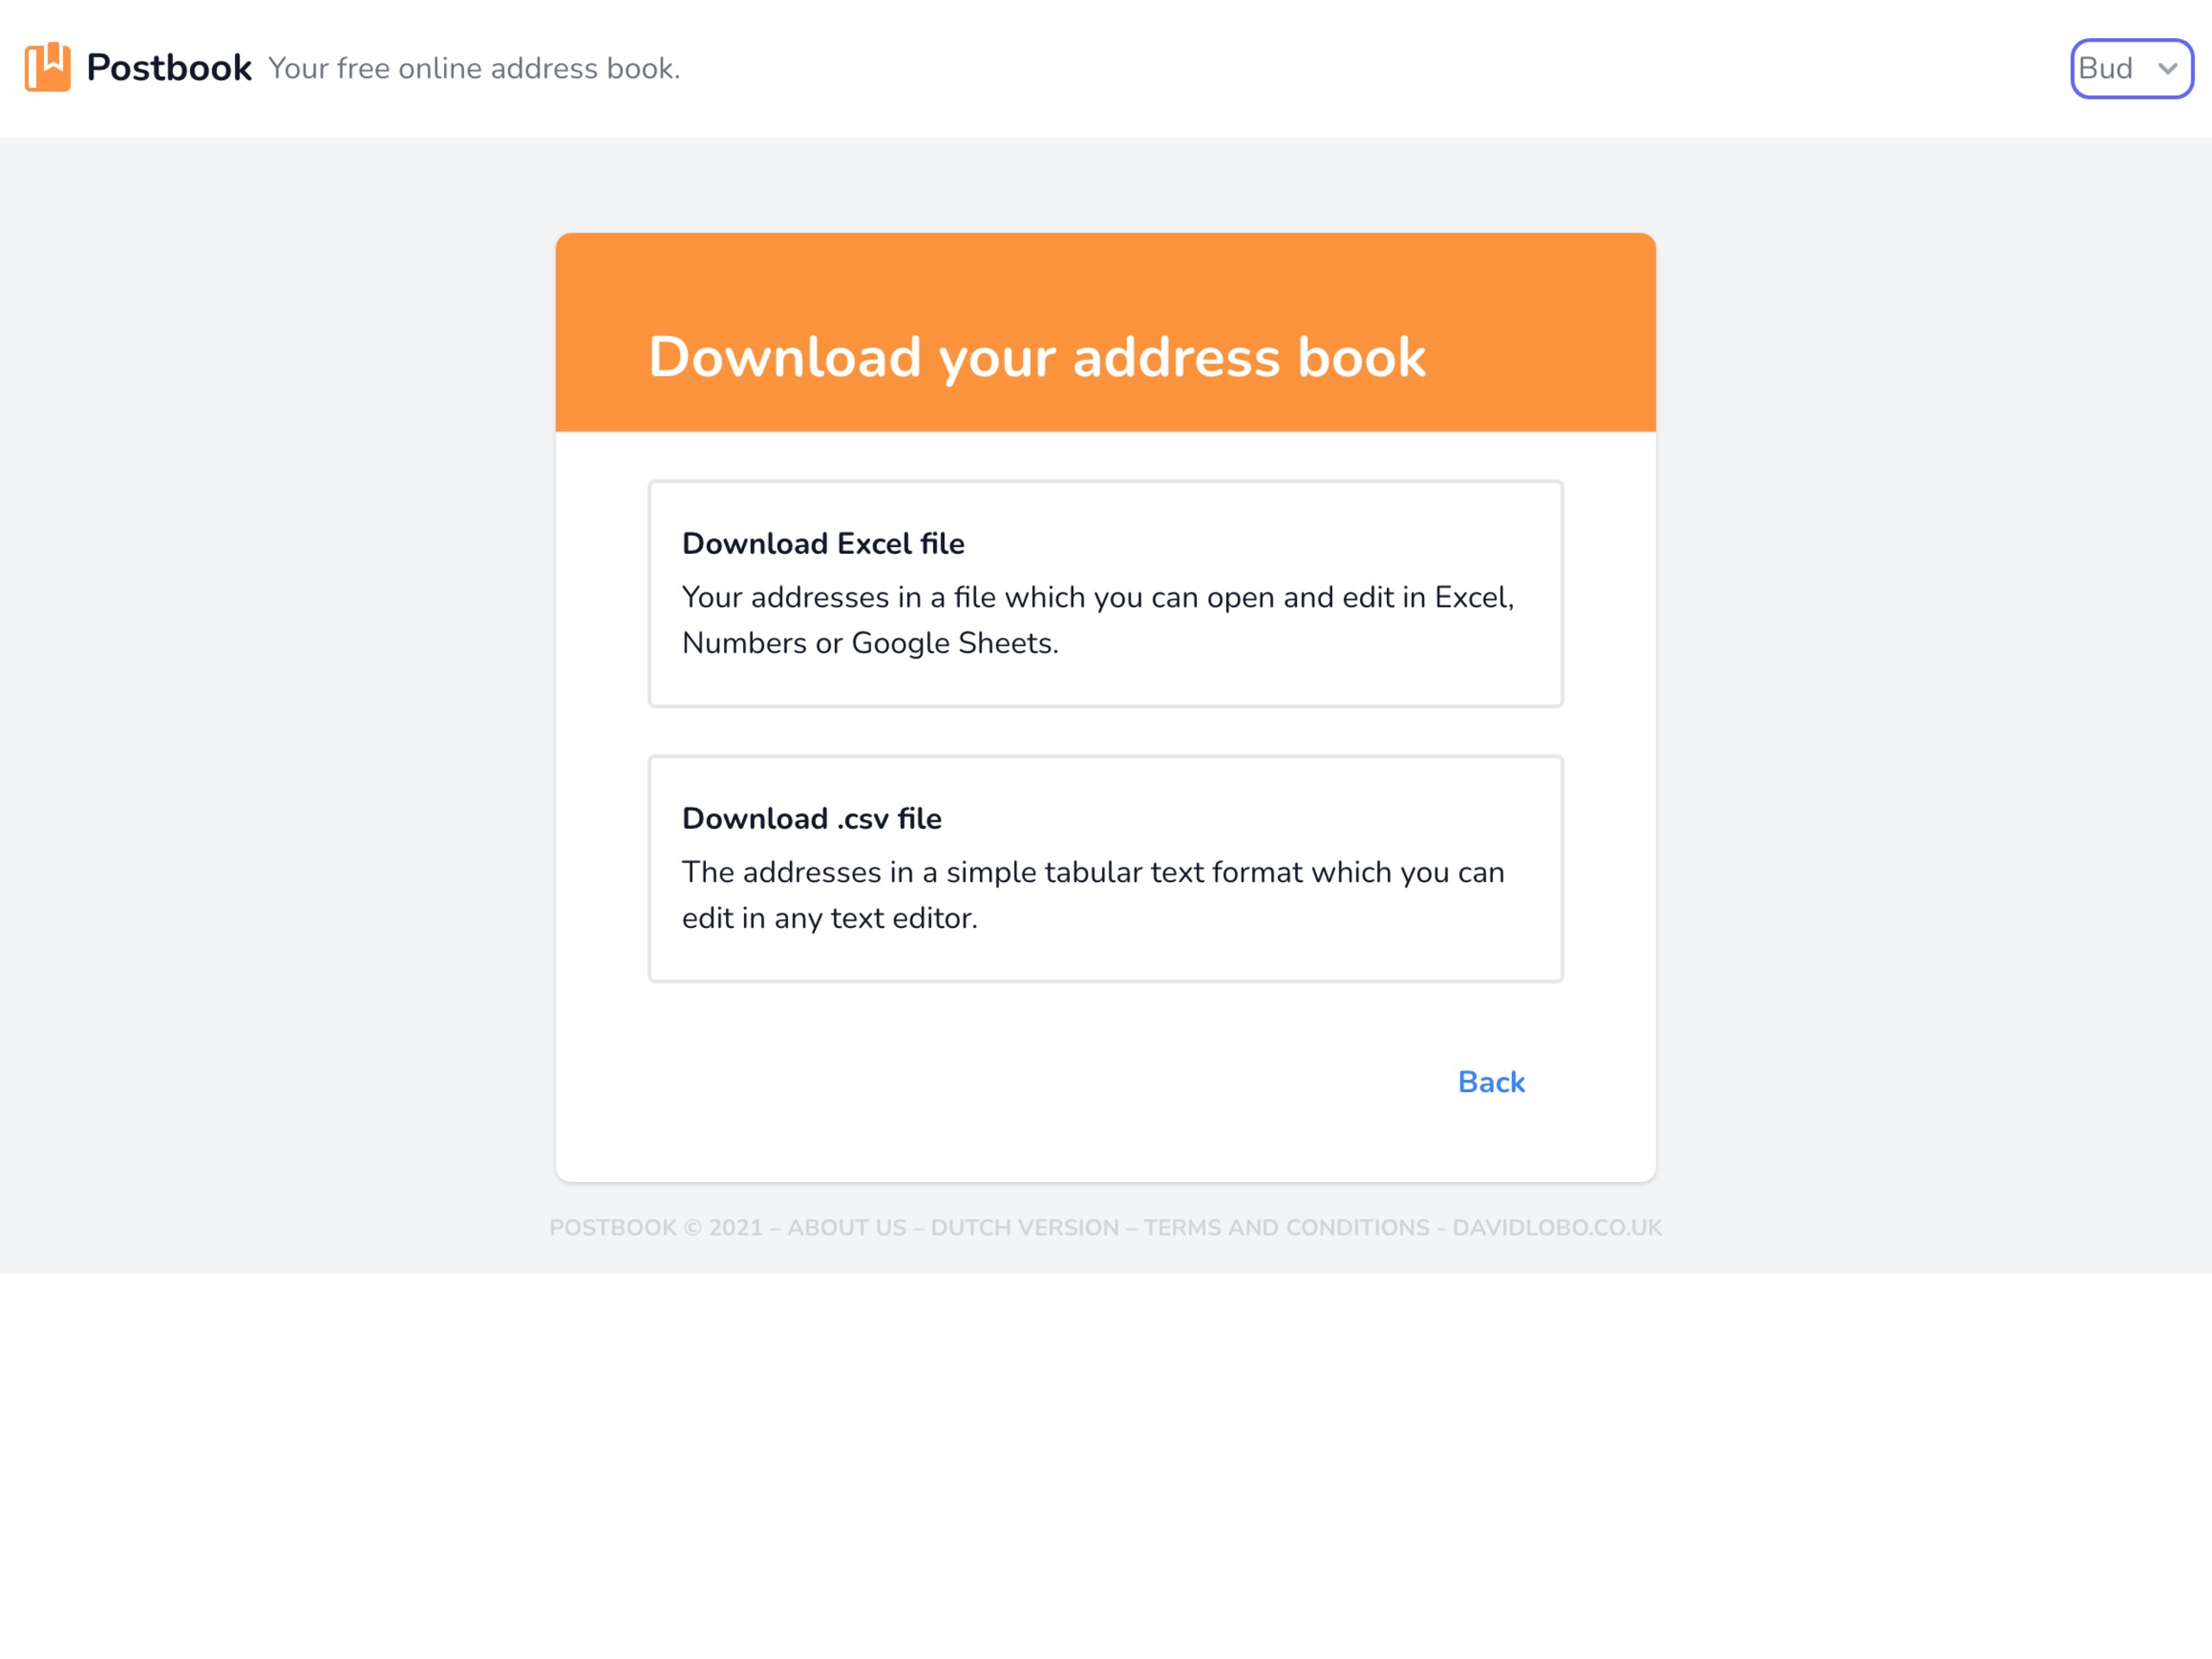 Postbook Your free online address book.
Bud
Download your address book
Download Excel file
Your addresses in a file which you can open and edit in Excel,
Numbers or Google Sheets.
Download .csv file
The addresses in a simple tabular text format which you can
edit in any text editor.
Back
POSTBOOK © 2021 – ABOUT US – DUTCH VERSION – TERMS AND CONDITIONS - DAVIDLOBO.CO.UK